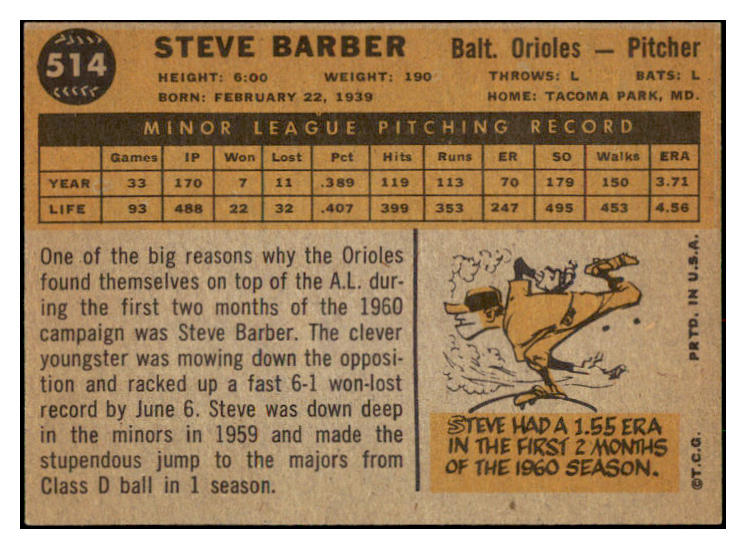 514
STEVE BARBER
Balt. Orioles — Pitcher
HEIGHT: 6:00 WEIGHT: 190 THROWS: L BATS: L
BORN: FEBRUARY 22, 1939 HOME: TACOMA PARK, MD.
MINOR LEAGUE PITCHING RECORD
Games IP Won Lost Pct Hits Runs ER SO Walks ERA
YEAR 33 170 7 11 .389 119 113 70 179 150 3.71
LIFE 93 488 22 32 .407 399 353 247 495 453 4.56
One of the big reasons why the Orioles
found themselves on top of the A.L. dur-
ing the first two months of the 1960
campaign was Steve Barber. The clever
youngster was mowing down the opposi-
tion and racked up a fast 6-1 won-lost
record by June 6. Steve was down deep
in the minors in 1959 and made the
stupendous jump to the majors from
Class D ball in 1 season.
STEVE HAD A 1.55 ERA
IN THE FIRST 2 MONTHS
OF THE 1960 SEASON.
©T.C.G. PRTD. IN U.S.A.